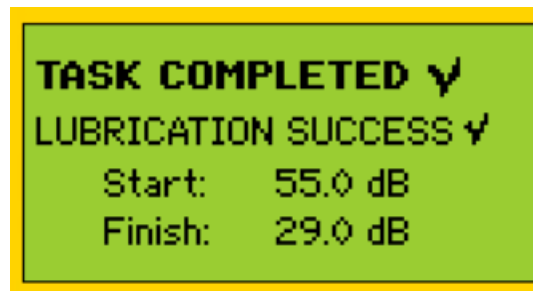 TASK COMPLETED ✓
LUBRICATION SUCCESS ✓
Start: 55.0 dB
Finish: 29.0 dB